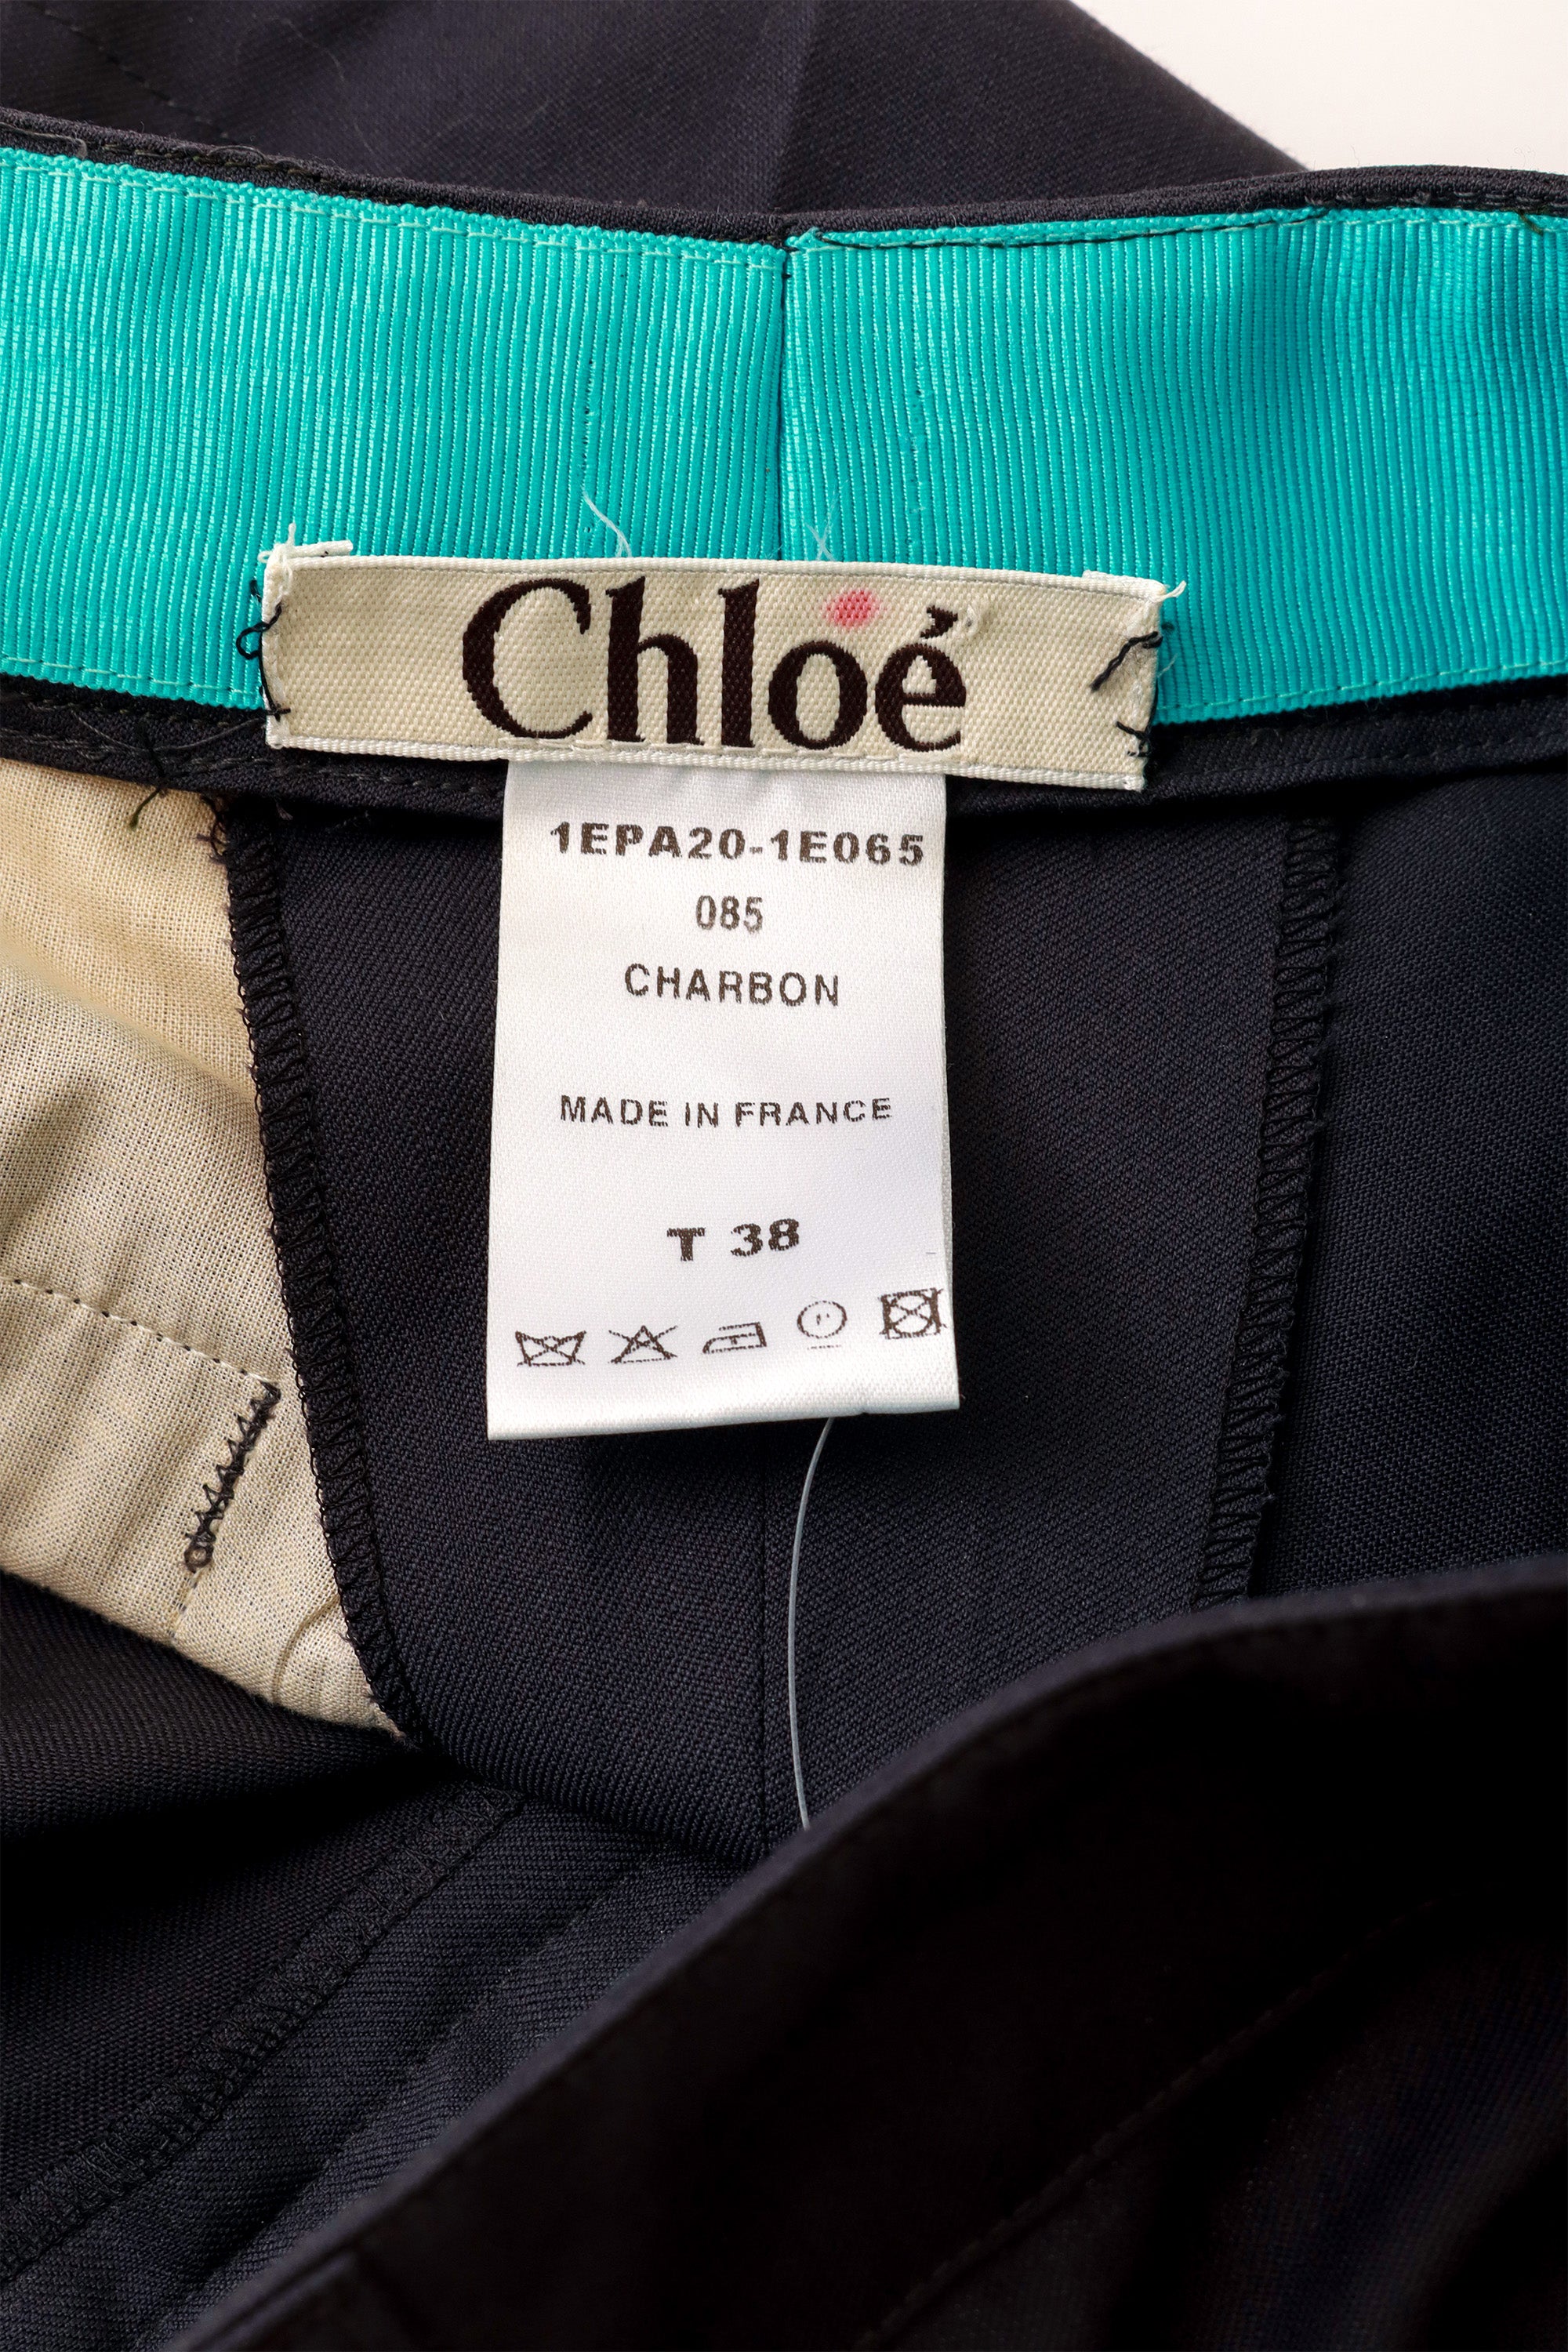 Chloé
1EPA20-1E065
085
CHARBON
MADE IN FRANCE
T 38